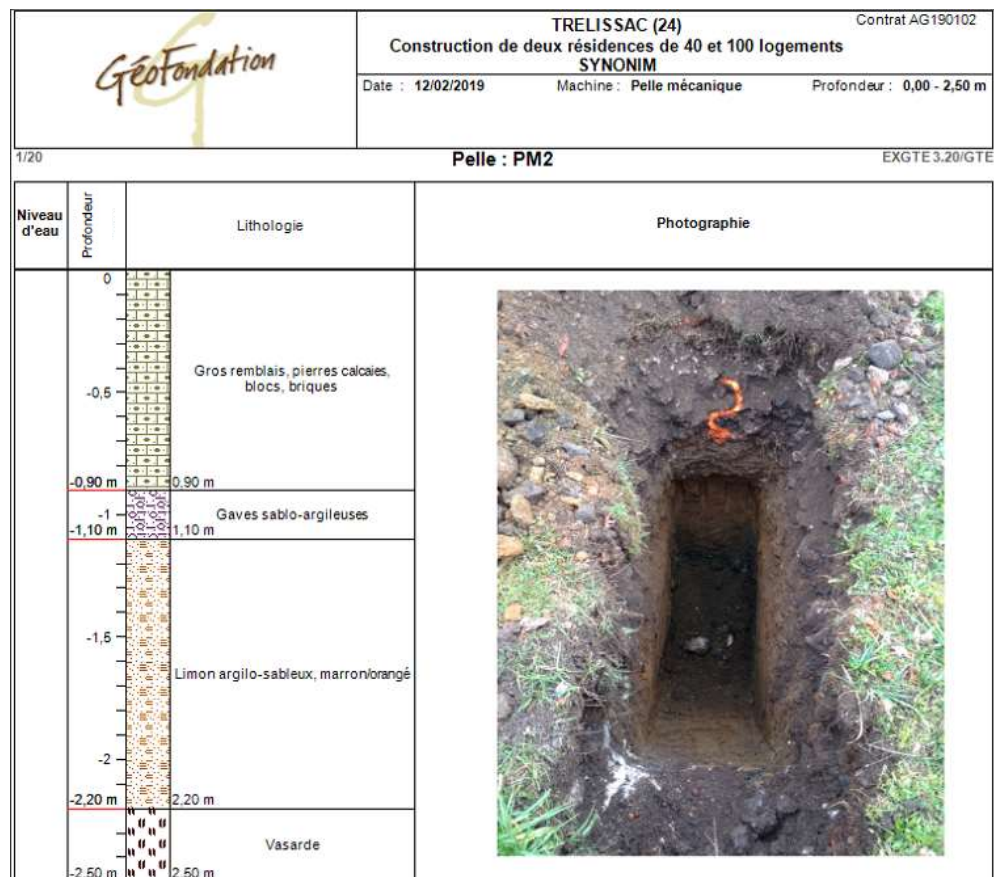 GéoFondation
TRELISSAC (24)
Contrat AG190102
Construction de deux résidences de 40 et 100 logements
SYNONIM
Date : 12/02/2019 Machine : Pelle mécanique Profondeur : 0,00 - 2,50 m
1/20 Pelle : PM2 EXGTE 3.20/GTE
Niveau d'eau
Profondeur
Lithologie
Photographie
0
Gros remblais, pierres calcaies,
blocs, briques
-0,5
-0,90 m 0,90 m
-1 Gaves sablo-argileuses
-1,10 m 1,10 m
-1,5
Limon argilo-sableux, marron/orangé
-2
-2,20 m 2,20 m
Vasarde
-2,50 m 2,50 m
2